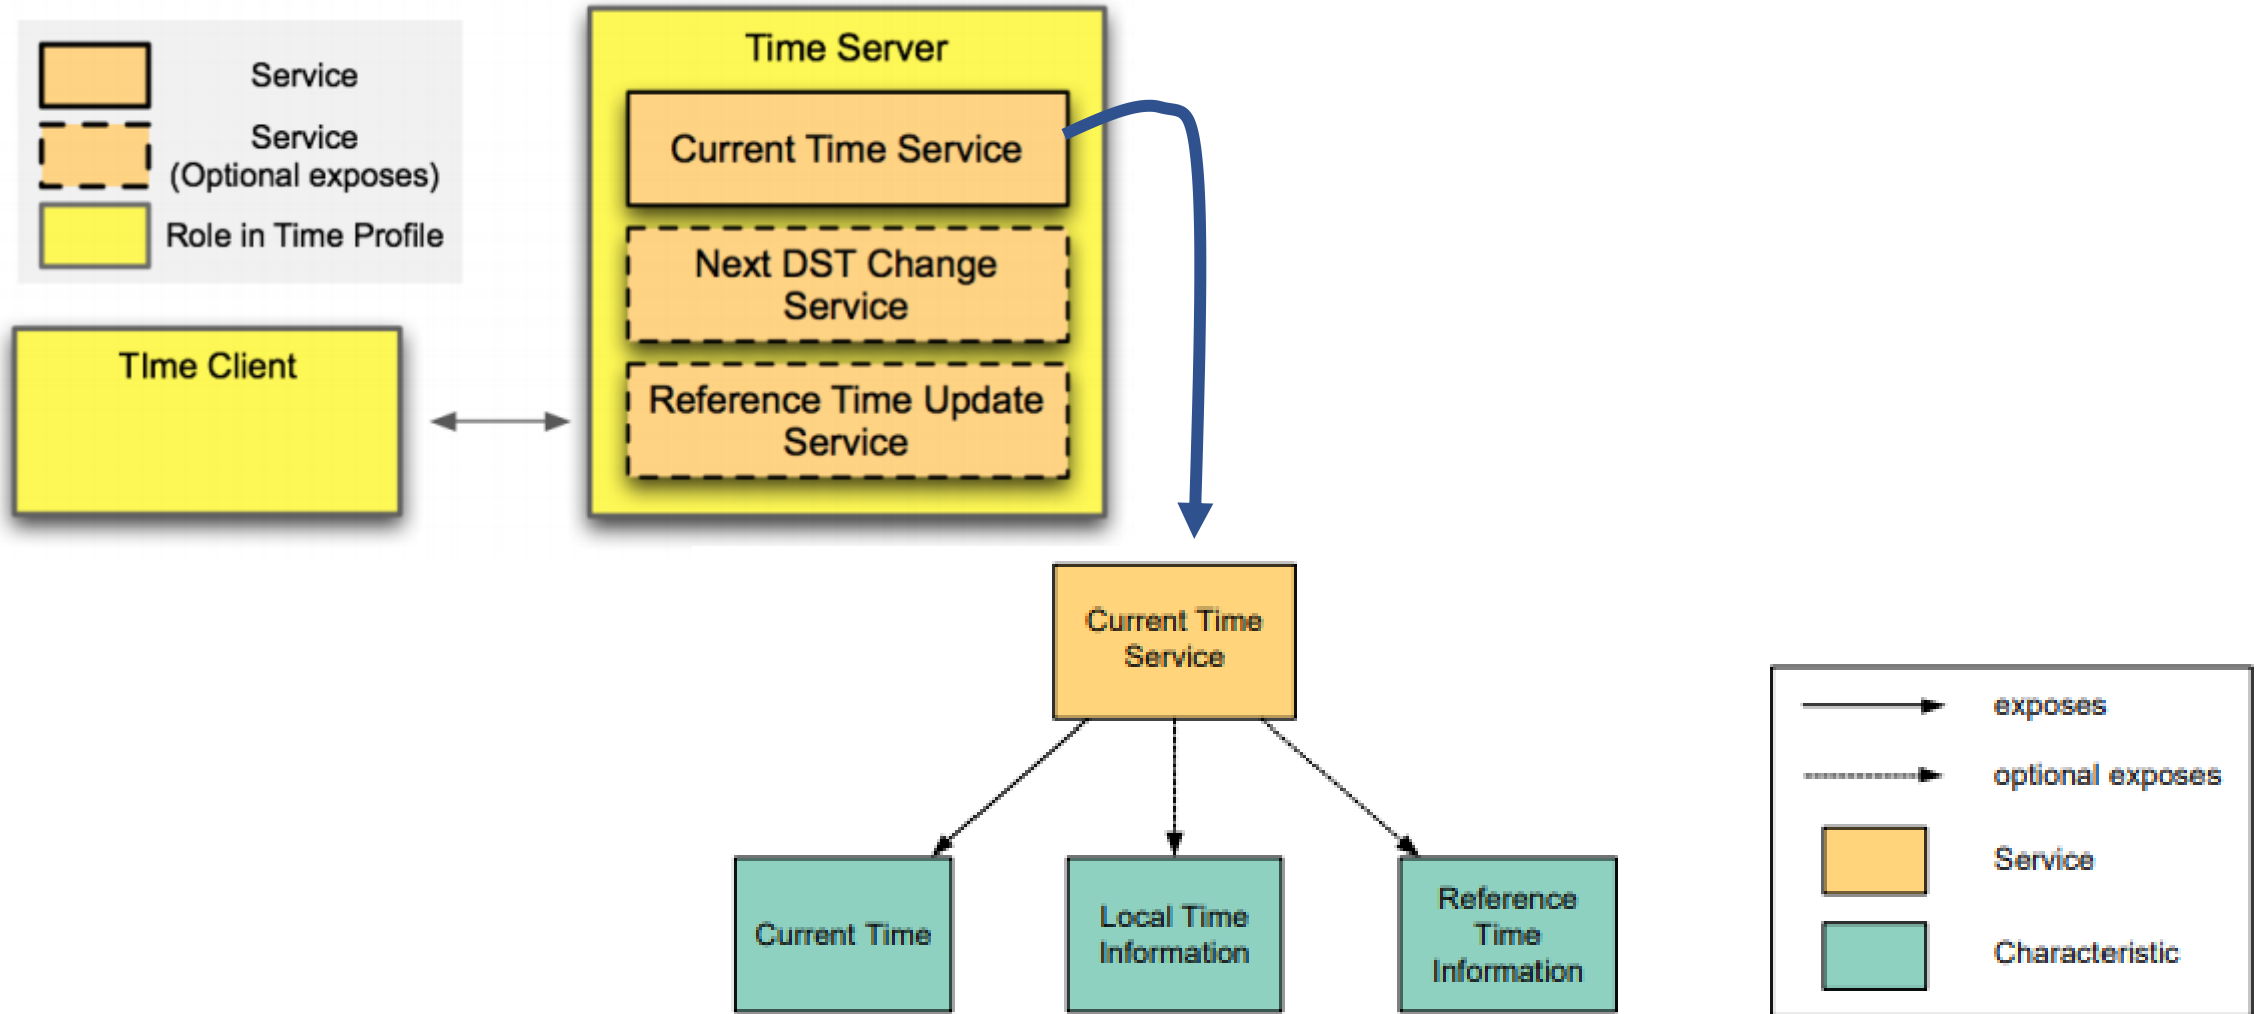 Service
Service
(Optional exposes)
Role in Time Profile
TIme Client
Time Server
Current Time Service
Next DST Change
Service
Reference Time Update
Service
Current Time
Service
Current Time
Local Time
Information
Reference
Time
Information
exposes
optional exposes
Service
Characteristic